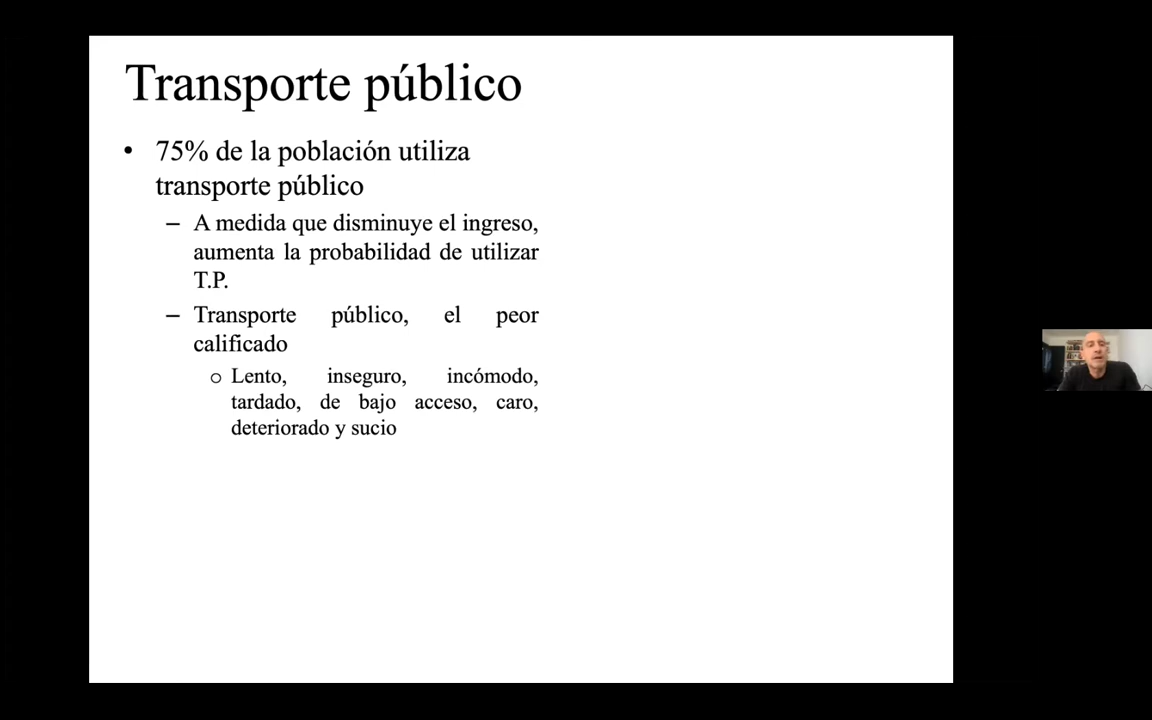 Transporte público
• 75% de la población utiliza
transporte público
– A medida que disminuye el ingreso,
aumenta la probabilidad de utilizar
T.P.
– Transporte público, el peor
calificado
o Lento, inseguro, incómodo,
tardado, de bajo acceso, caro,
deteriorado y sucio